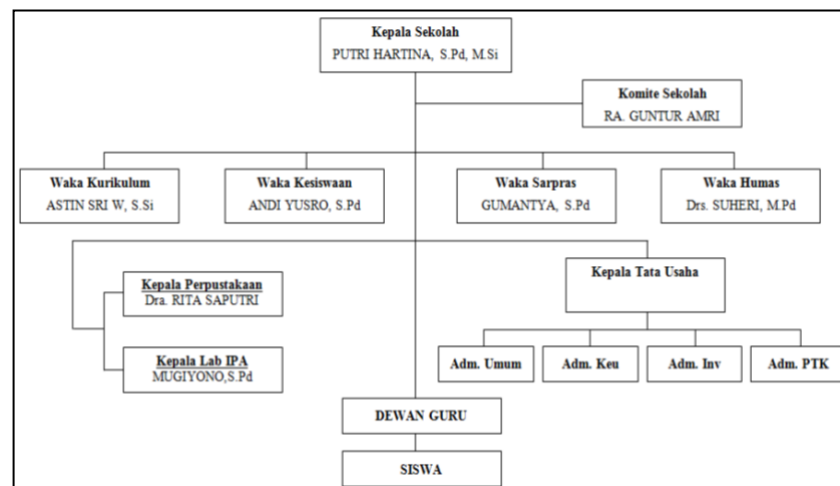 Kepala Sekolah
PUTRI HARTINA, S.Pd, M.Si
Komite Sekolah
RA. GUNTUR AMRI
Waka Kurikulum
ASTIN SRI W, S.Si
Waka Kesiswaan
ANDI YUSRO, S.Pd
Waka Sarpras
GUMANTYA, S.Pd
Waka Humas
Drs. SUHERI, M.Pd
Kepala Perpustakaan
Dra. RITA SAPUTRI
Kepala Lab IPA
MUGIYONO,S.Pd
Kepala Tata Usaha
Adm. Umum
Adm. Keu
Adm. Inv
Adm. PTK
DEWAN GURU
SISWA